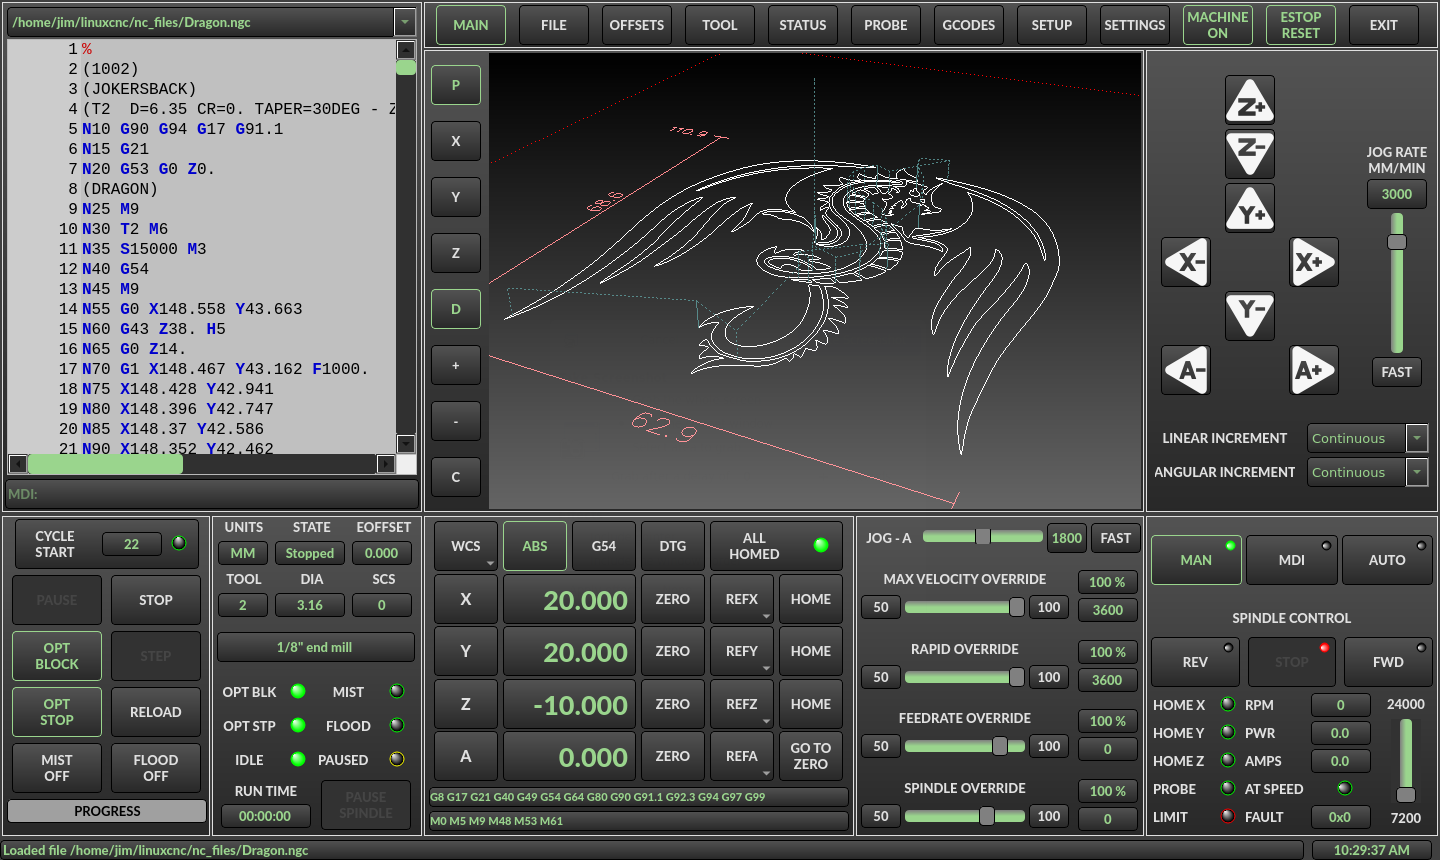 /home/jim/linuxcnc/nc_files/Dragon.ngc
1 %
2 (1002)
3 (JOKERSBACK)
4 (T2  D=6.35 CR=0. TAPER=30DEG - Z
5 N10 G90 G94 G17 G91.1
6 N15 G21
7 N20 G53 G0 Z0.
8 (DRAGON)
9 N25 M9
10 N30 T2 M6
11 N35 S15000 M3
12 N40 G54
13 N45 M9
14 N55 G0 X148.558 Y43.663
15 N60 G43 Z38. H5
16 N65 G0 Z14.
17 N70 G1 X148.467 Y43.162 F1000.
18 N75 X148.428 Y42.941
19 N80 X148.396 Y42.747
20 N85 X148.37 Y42.586
21 N90 X148.352 Y42.462
MDI:
MAIN
FILE
OFFSETS
TOOL
STATUS
PROBE
GCODES
SETUP
SETTINGS
MACHINE
ON
ESTOP
RESET
EXIT
P
X
Y
Z
D
+
-
C
68.6
62.9
Z+
Z-
Y+
X-
X+
Y-
A-
A+
JOG RATE
MM/MIN
3000
FAST
LINEAR INCREMENT
Continuous
ANGULAR INCREMENT
Continuous
CYCLE
START
22
PAUSE
STOP
OPT
BLOCK
STEP
OPT
STOP
RELOAD
MIST
OFF
FLOOD
OFF
PROGRESS
UNITS
STATE
EOFFSET
MM
Stopped
0.000
TOOL
DIA
SCS
2
3.16
0
1/8" end mill
OPT BLK
MIST
OPT STP
FLOOD
IDLE
PAUSED
RUN TIME
00:00:00
PAUSE
SPINDLE
WCS
ABS
G54
DTG
ALL
HOMED
X
20.000
ZERO
REFX
HOME
Y
20.000
ZERO
REFY
HOME
Z
-10.000
ZERO
REFZ
HOME
A
0.000
ZERO
REFA
GO TO
ZERO
G8 G17 G21 G40 G49 G54 G64 G80 G90 G91.1 G92.3 G94 G97 G99
M0 M5 M9 M48 M53 M61
JOG - A
1800
FAST
MAX VELOCITY OVERRIDE
100 %
50
100
3600
RAPID OVERRIDE
100 %
50
100
3600
FEEDRATE OVERRIDE
100 %
50
100
0
SPINDLE OVERRIDE
100 %
50
100
0
MAN
MDI
AUTO
SPINDLE CONTROL
REV
STOP
FWD
HOME X
RPM
0
24000
HOME Y
PWR
0.0
HOME Z
AMPS
0.0
PROBE
AT SPEED
LIMIT
FAULT
0x0
7200
Loaded file /home/jim/linuxcnc/nc_files/Dragon.ngc
10:29:37 AM